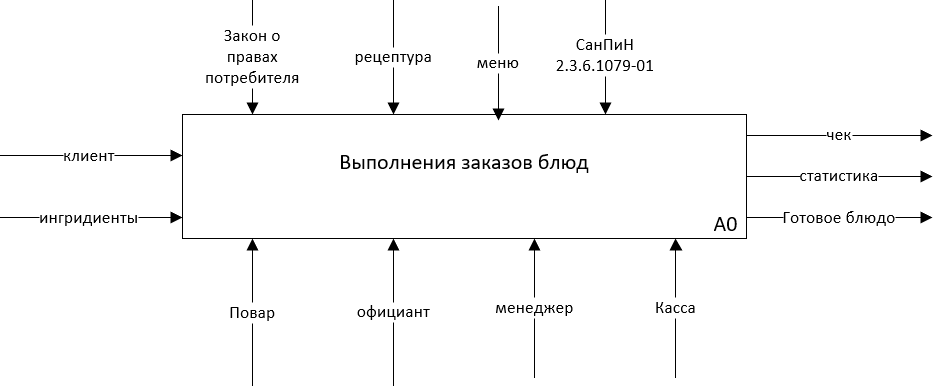 Закон о
правах
потребителя
рецептура
меню
СанПиН
2.3.6.1079-01
клиент
Выполнения заказов блюд
чек
статистика
ингридиенты
Готовое блюдо
A0
Повар
официант
менеджер
Касса